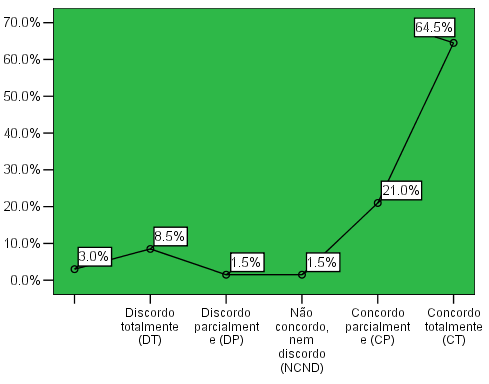 70.0%
60.0%
50.0%
40.0%
30.0%
20.0%
10.0%
0.0%
3.0%
8.5%
1.5%
1.5%
21.0%
64.5%
Discordo
totalmente
(DT)
Discordo
parcialment
e (DP)
Não
concordo,
nem
discordo
(NCND)
Concordo
parcialment
e (CP)
Concordo
totalmente
(CT)